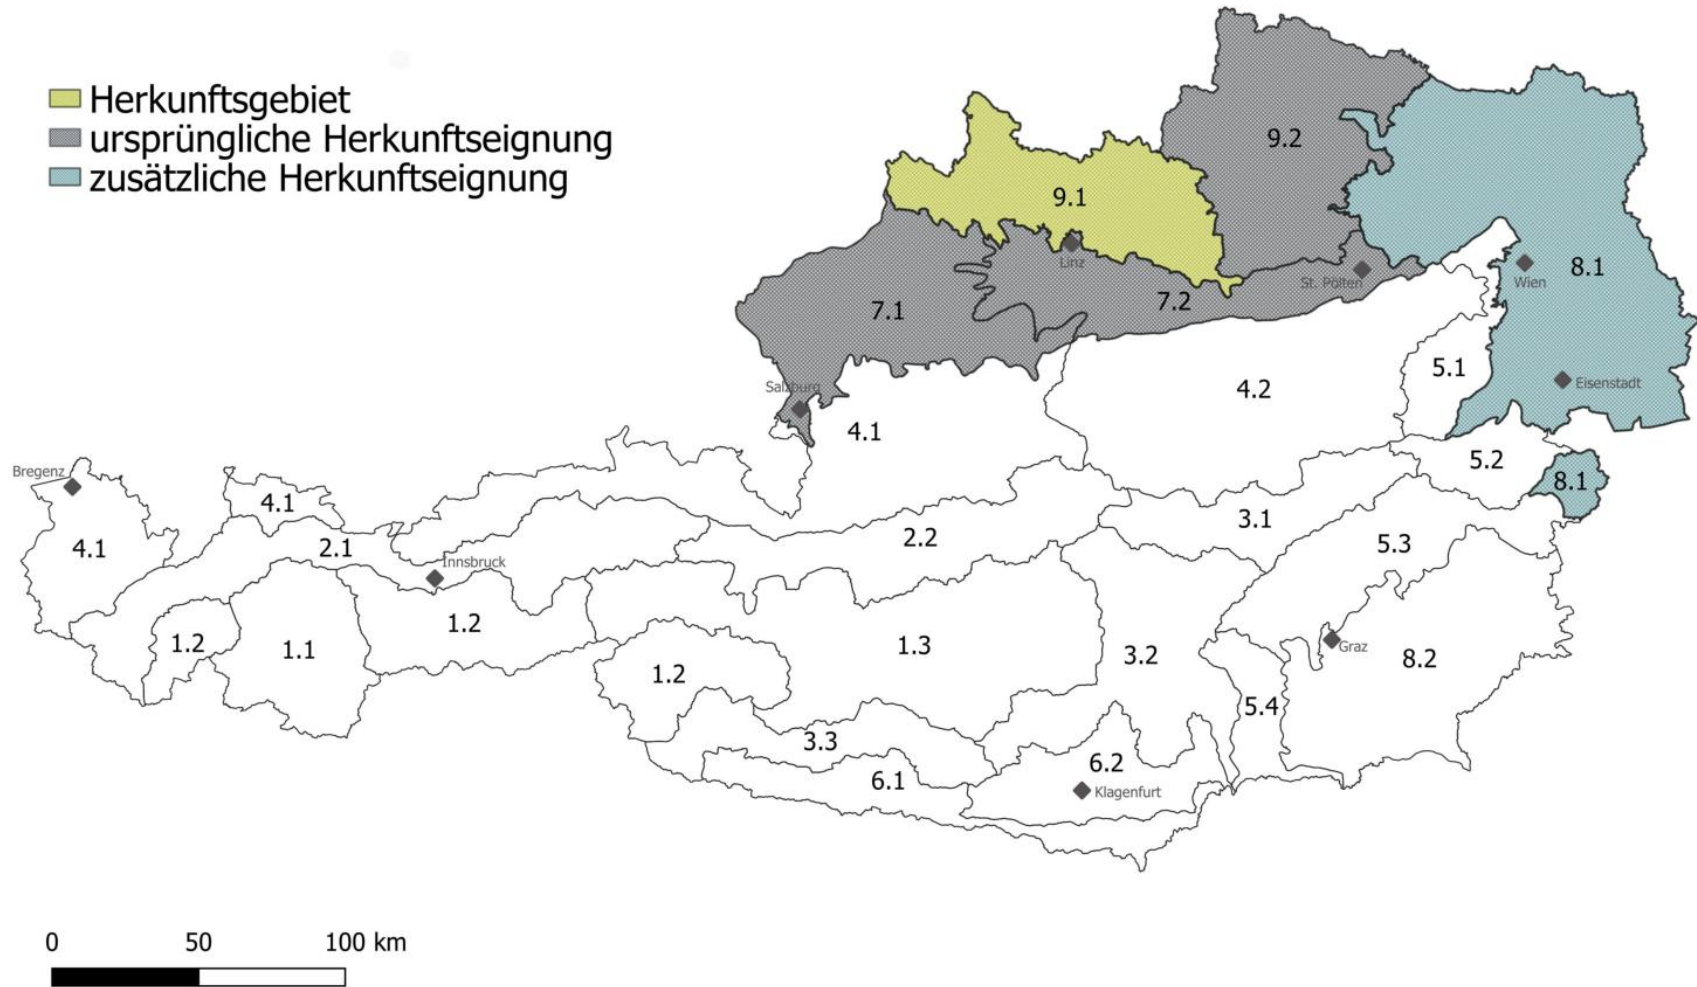 Herkunftsgebiet
ursprüngliche Herkunftseignung
zusätzliche Herkunftseignung
9.2
9.1
Linz
St. Pölten
Wien
8.1
7.1
7.2
5.1
4.2
Eisenstadt
Salzburg
4.1
Bregenz
5.2
8.1
4.1
3.1
4.1
2.1
2.2
5.3
Innsbruck
1.2
1.2
1.1
1.3
3.2
Graz
8.2
1.2
5.4
3.3
6.2
6.1
Klagenfurt
0 50 100 km